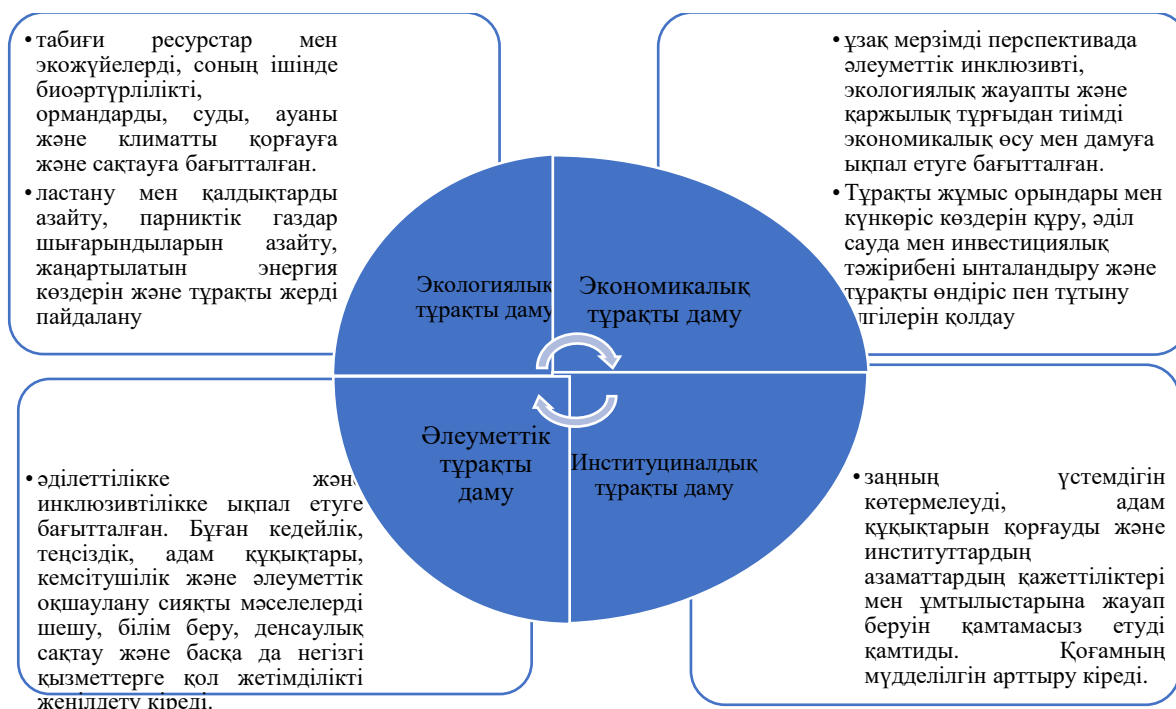 • табиғи ресурстар мен
экожүйелерді, соның ішінде
биоәртүрлілікті,
ормандарды, суды, ауаны
және климатты қорғауға
және сақтауға бағытталған.
• ластану мен қалдықтарды
азайту, парниктік газдар
шығарындыларын азайту,
жаңартылатын энергия
көздерін және тұрақты жерді
пайдалану
• ұзақ мерзімді перспективада
әлеуметтік инклюзивті,
экологиялық жауапты және
қаржылық тұрғыдан тиімді
экономикалық өсу мен дамуға
ықпал етуге бағытталған.
• Тұрақты жұмыс орындары мен
күнкөріс көздерін құру, әділ
сауда мен инвестициялық
тәжірибені ынталандыру және
тұрақты өндіріс пен тұтыну
лгілерін қолдау
Экологиялық
тұрақты даму
Экономикалық
тұрақты даму
Әлеуметтік
тұрақты
даму
Институциналдық
тұрақты даму
• әділеттілікке және
инклюзивтілікке ықпал етуге
бағытталған. Бұған кедейлік,
теңсіздік, адам құқықтары,
кемсітушілік және әлеуметтік
оқшаулану сияқты мәселелерді
шешу, білім беру, денсаулық
сақтау және басқа да негізгі
қызметтерге қол жетімділікті
жеңілдету кіреді.
• заңның үстемдігін
көтермелеуді, адам
құқықтарын қорғауды және
институттардың
азаматтардың қажеттіліктері
мен ұмтылыстарына жауап
беруін қамтамасыз етуді
қамтиды. Қоғамның
мүдделілгін арттыру кіреді.